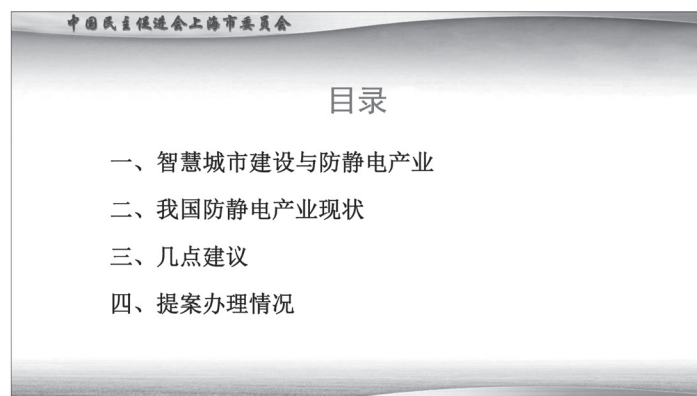 中国民主促进会上海市委员会
目录
一、智慧城市建设与防静电产业
二、我国防静电产业现状
三、几点建议
四、提案办理情况